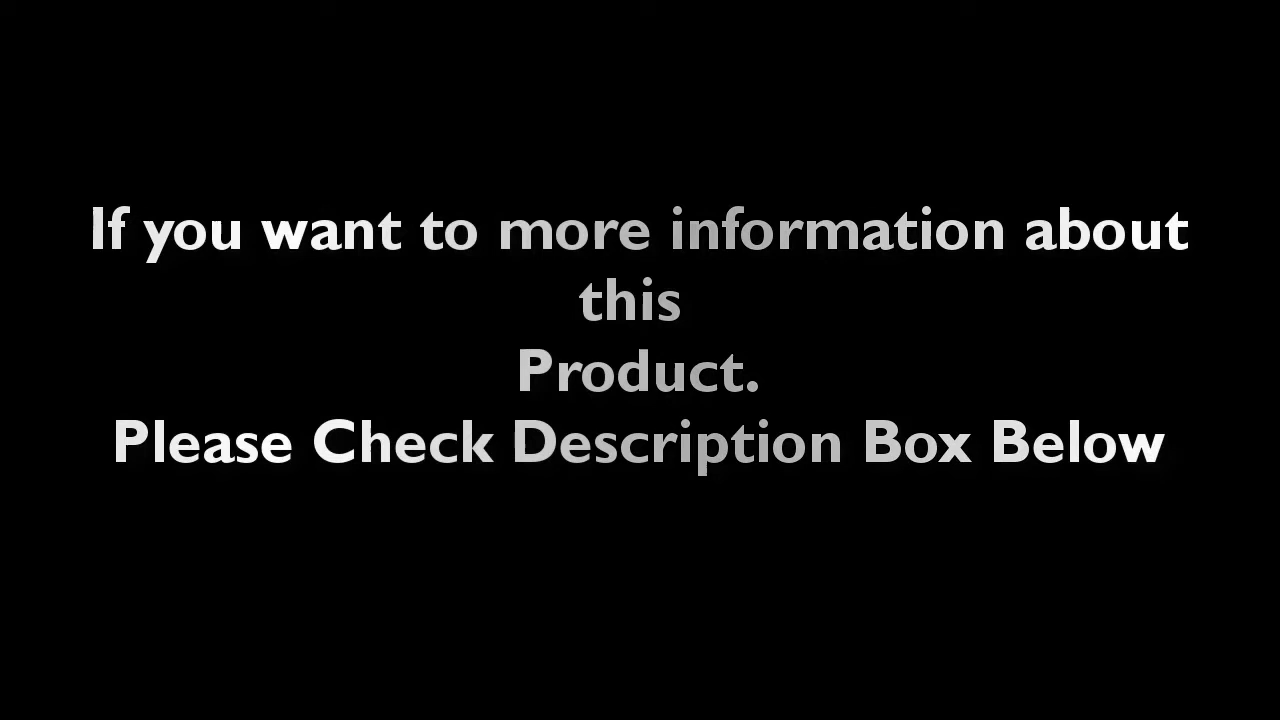 If you want to more information about
this
Product.
Please Check Description Box Below